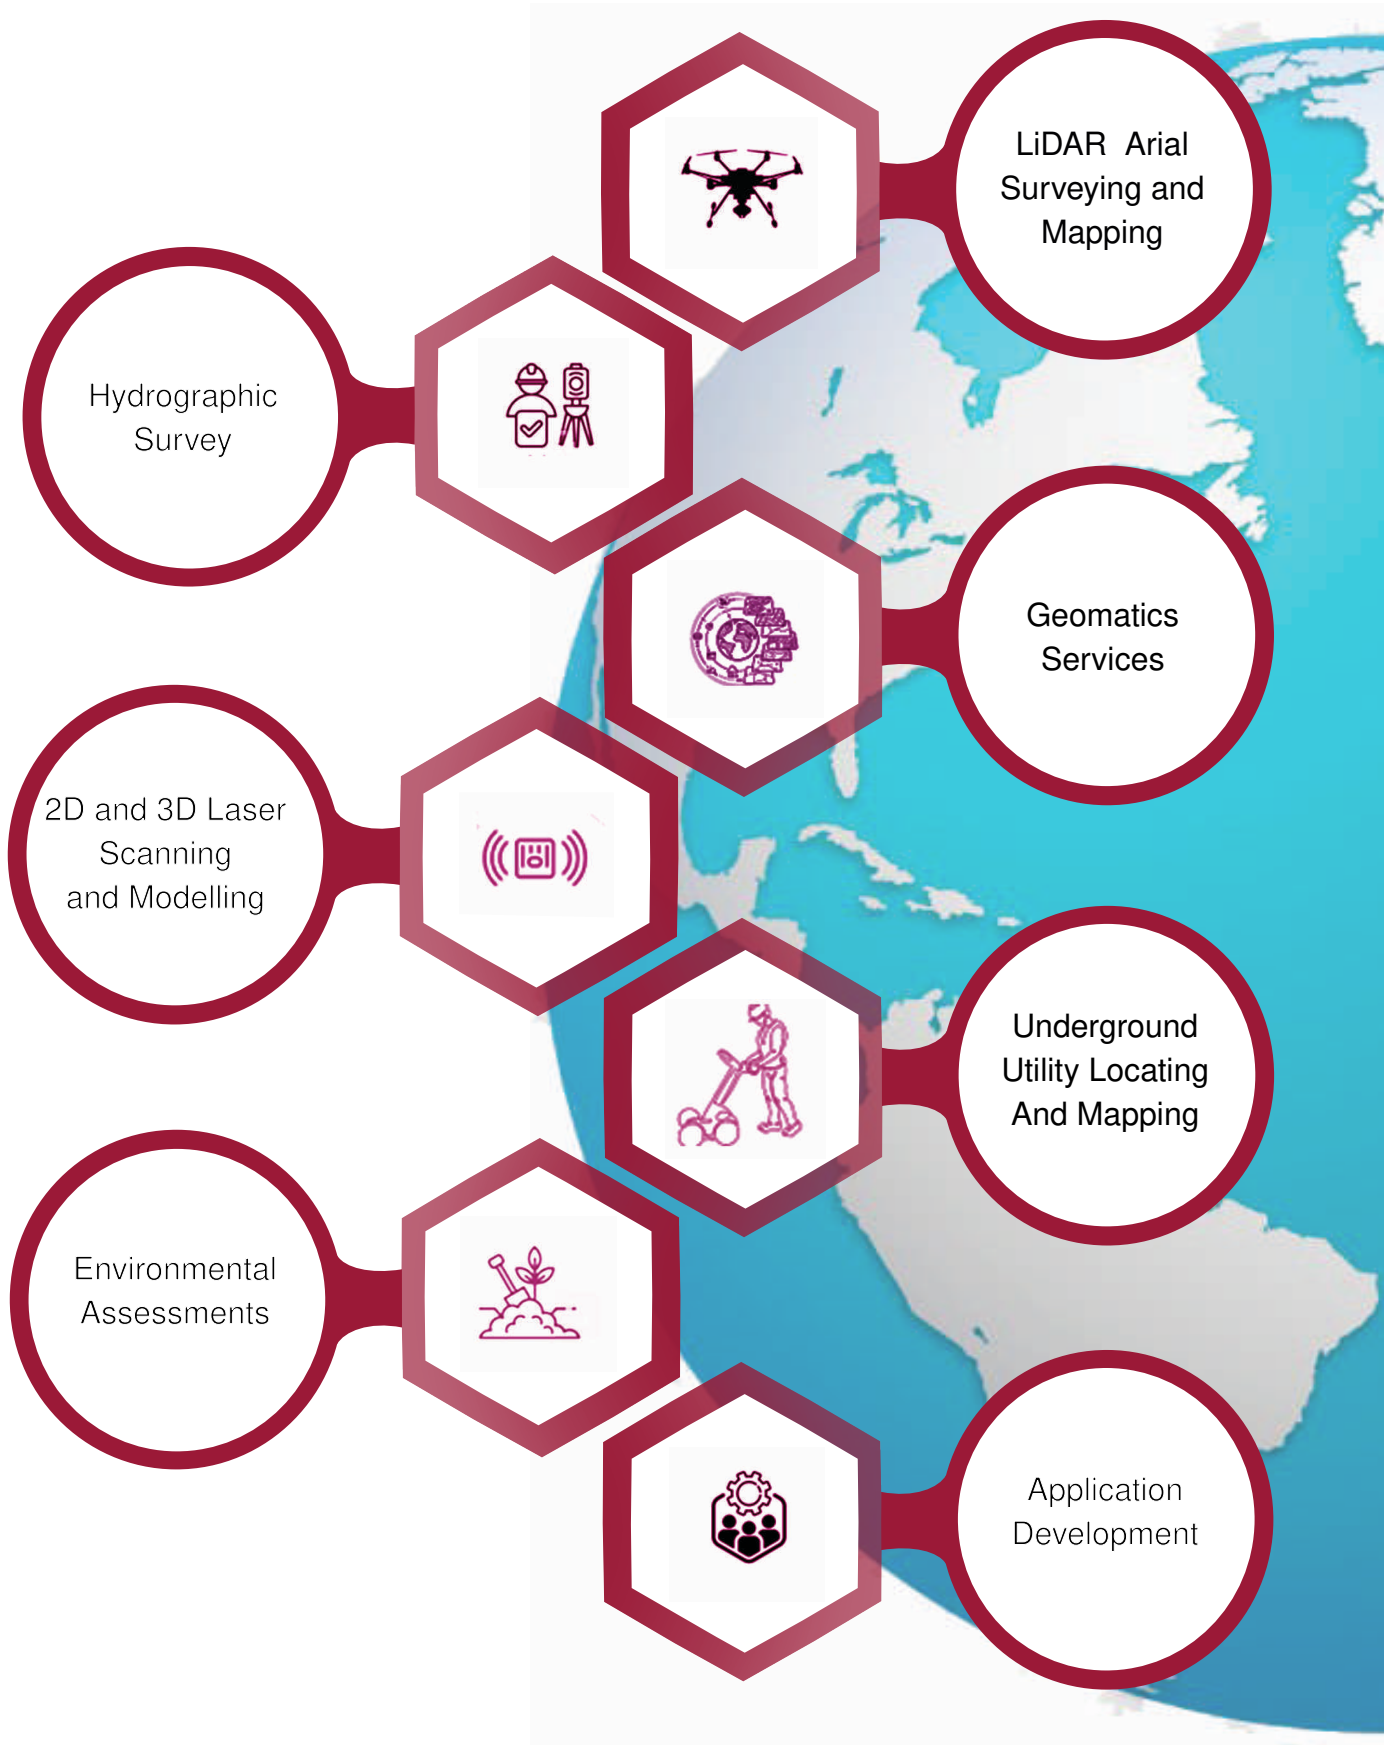 LiDAR Arial
Surveying and
Mapping
Hydrographic
Survey
Geomatics
Services
2D and 3D Laser
Scanning
and Modelling
Underground
Utility Locating
And Mapping
Environmental
Assessments
Application
Development